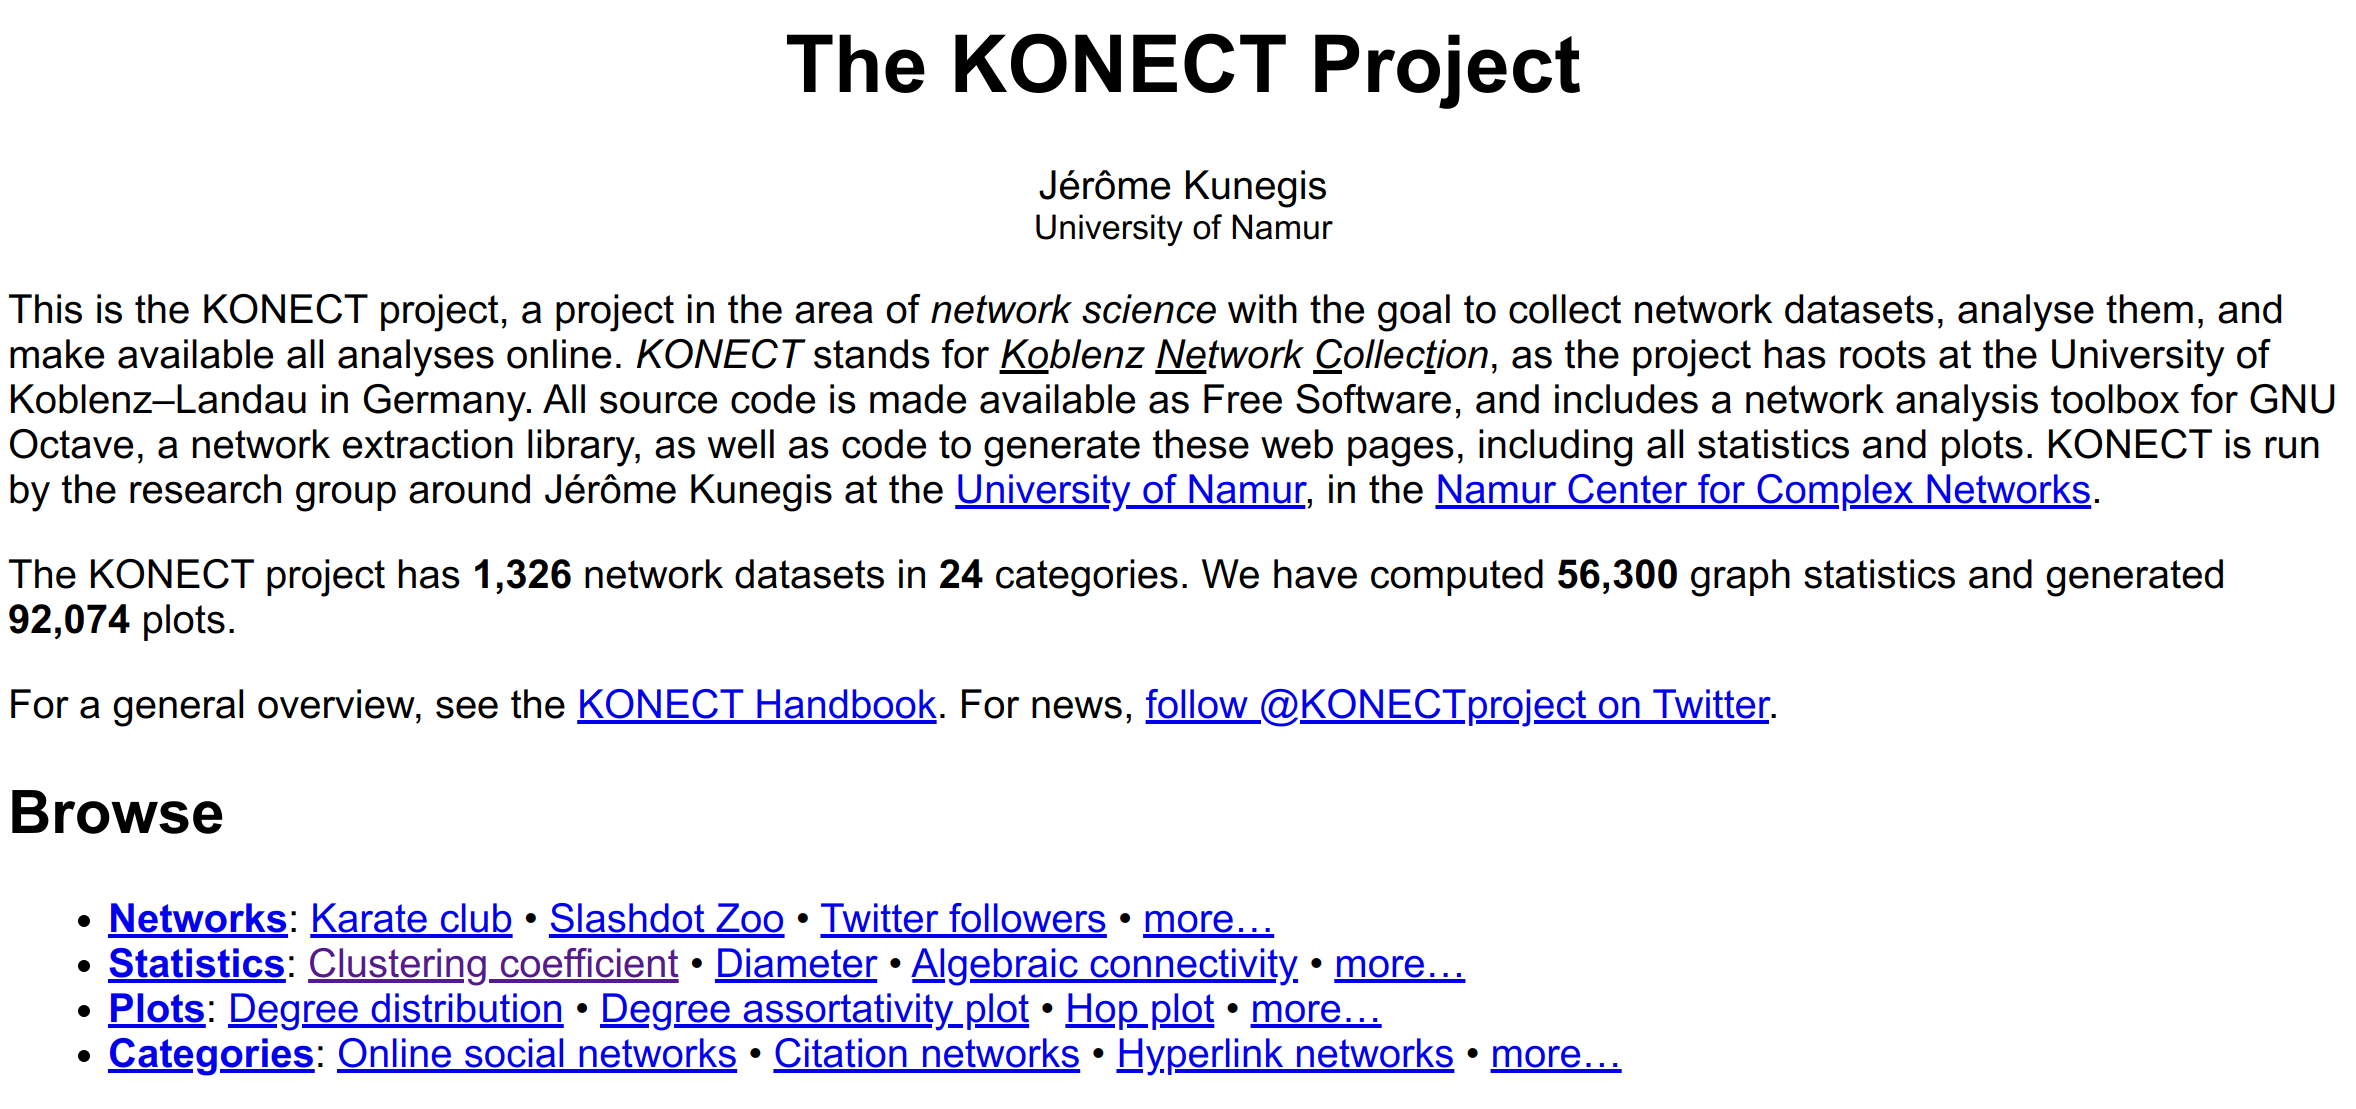 The KONECT Project
Jérôme Kunegis
University of Namur
This is the KONECT project, a project in the area of network science with the goal to collect network datasets, analyse them, and
make available all analyses online. KONECT stands for Koblenz Network Collection, as the project has roots at the University of
Koblenz–Landau in Germany. All source code is made available as Free Software, and includes a network analysis toolbox for GNU
Octave, a network extraction library, as well as code to generate these web pages, including all statistics and plots. KONECT is run
by the research group around Jérôme Kunegis at the University of Namur, in the Namur Center for Complex Networks.
The KONECT project has 1,326 network datasets in 24 categories. We have computed 56,300 graph statistics and generated
92,074 plots.
For a general overview, see the KONECT Handbook. For news, follow @KONECTproject on Twitter.
Browse
• Networks: Karate club • Slashdot Zoo • Twitter followers • more…
• Statistics: Clustering coefficient • Diameter • Algebraic connectivity • more…
• Plots: Degree distribution • Degree assortativity plot • Hop plot • more…
• Categories: Online social networks • Citation networks • Hyperlink networks • more…